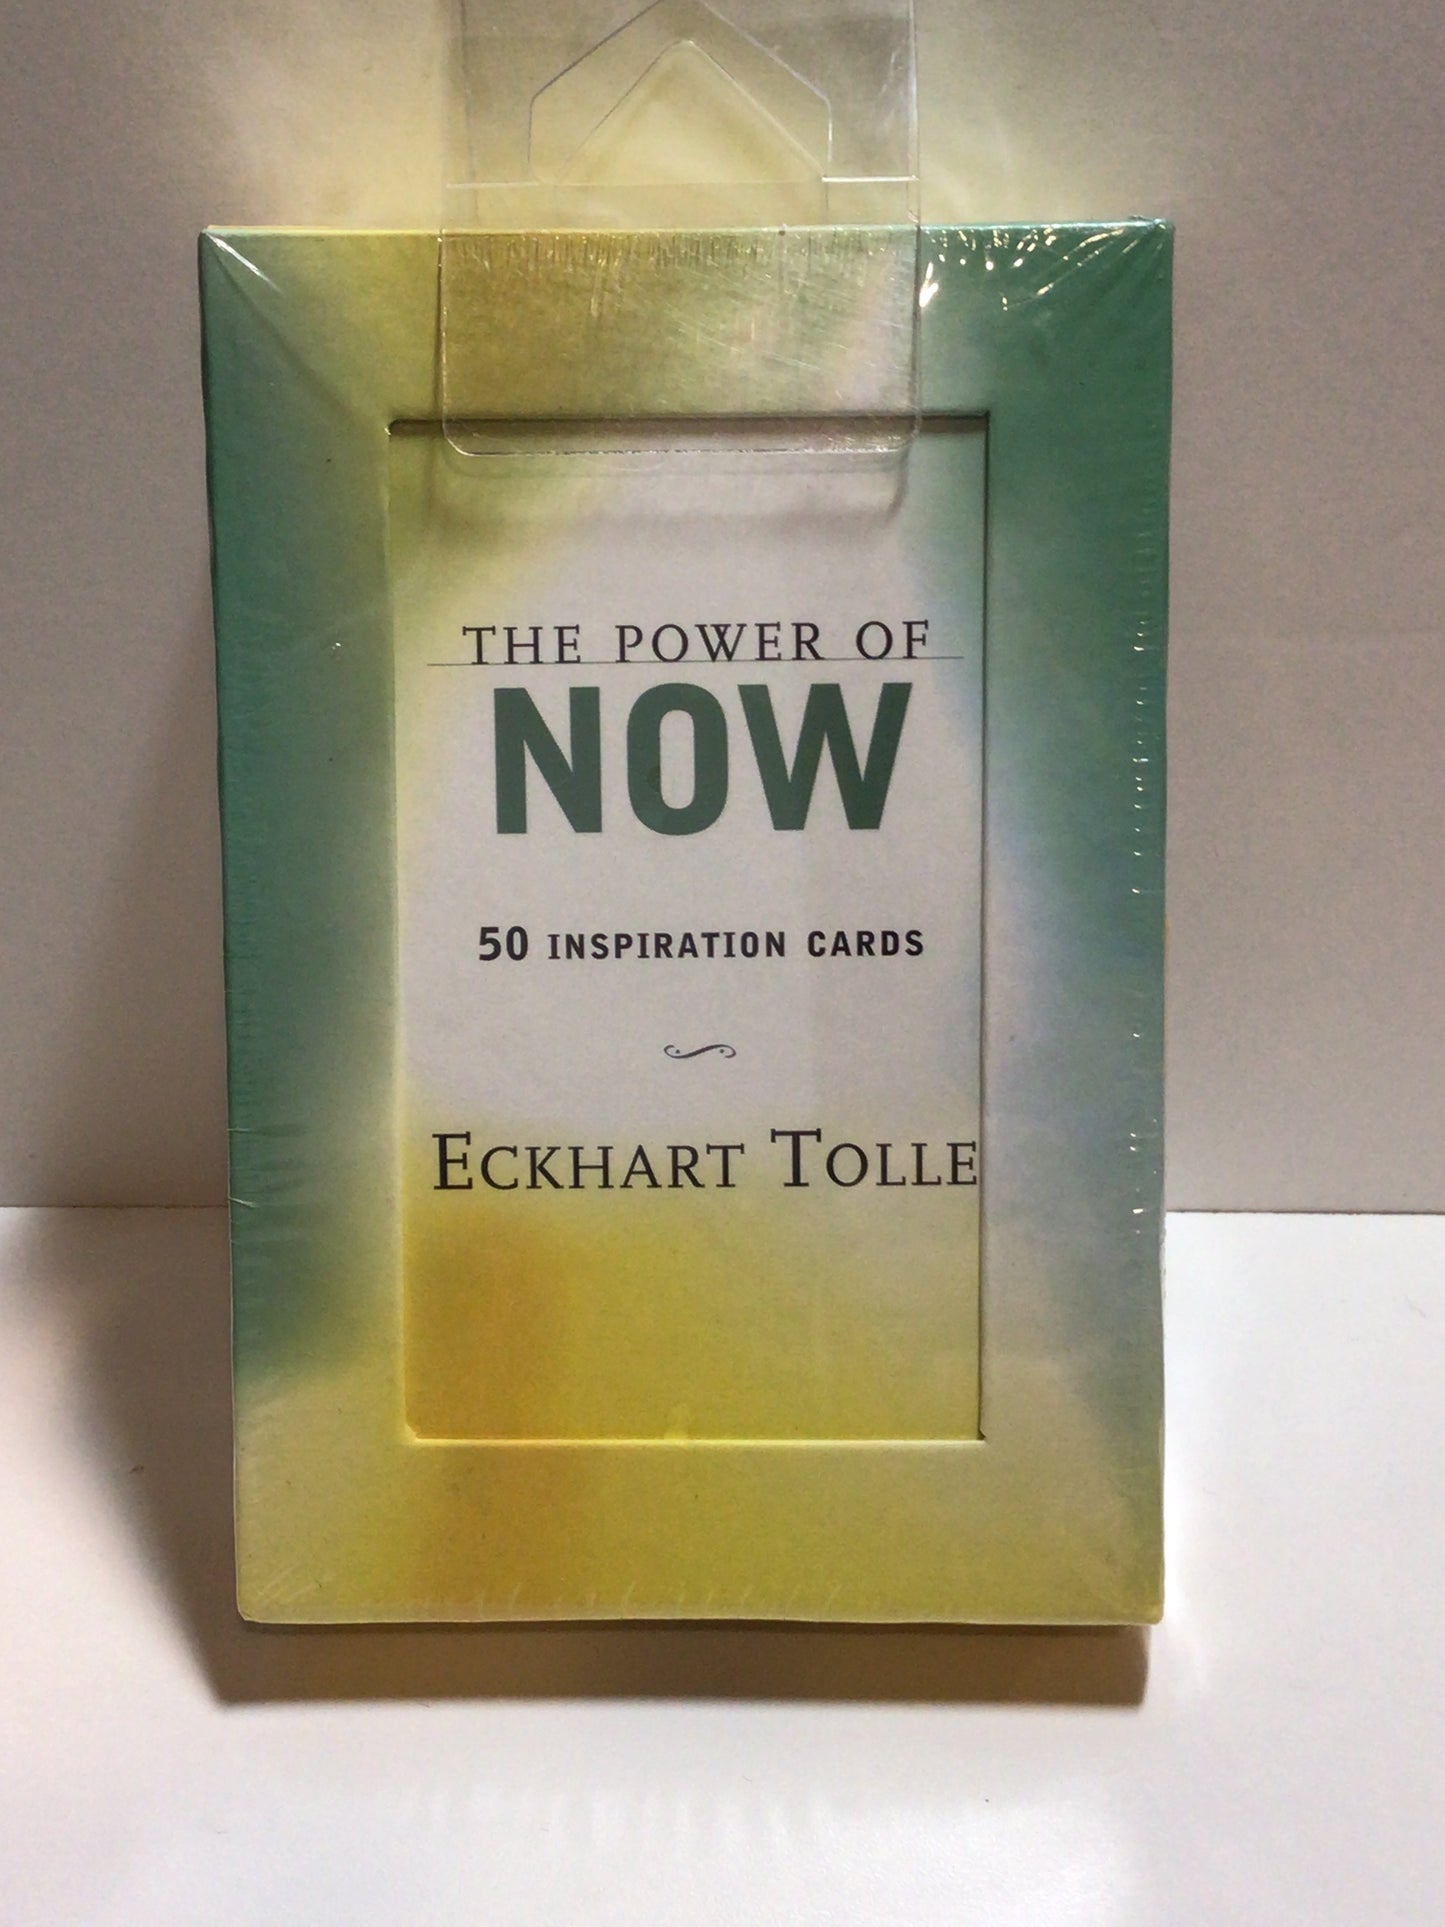 THE POWER OF
NOW
50 INSPIRATION CARDS
ECKHART TOLLE